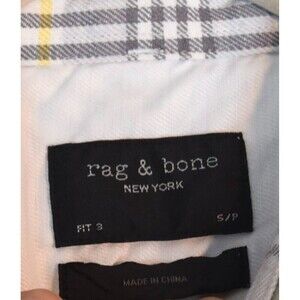 rag & bone
NEW YORK
FIT 3 S/P
MADE IN CHINA